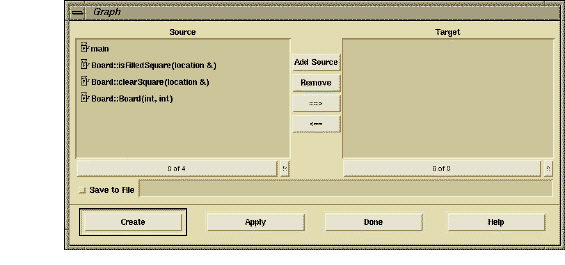 Graph
Source
Target
main
Board::isFilledSquare(location &)
Board::clearSquare(location &)
Board::Board(int, int)
Add Source
Remove
==>
<==
0 of 4
0 of 0
Save to File
Create
Apply
Done
Help